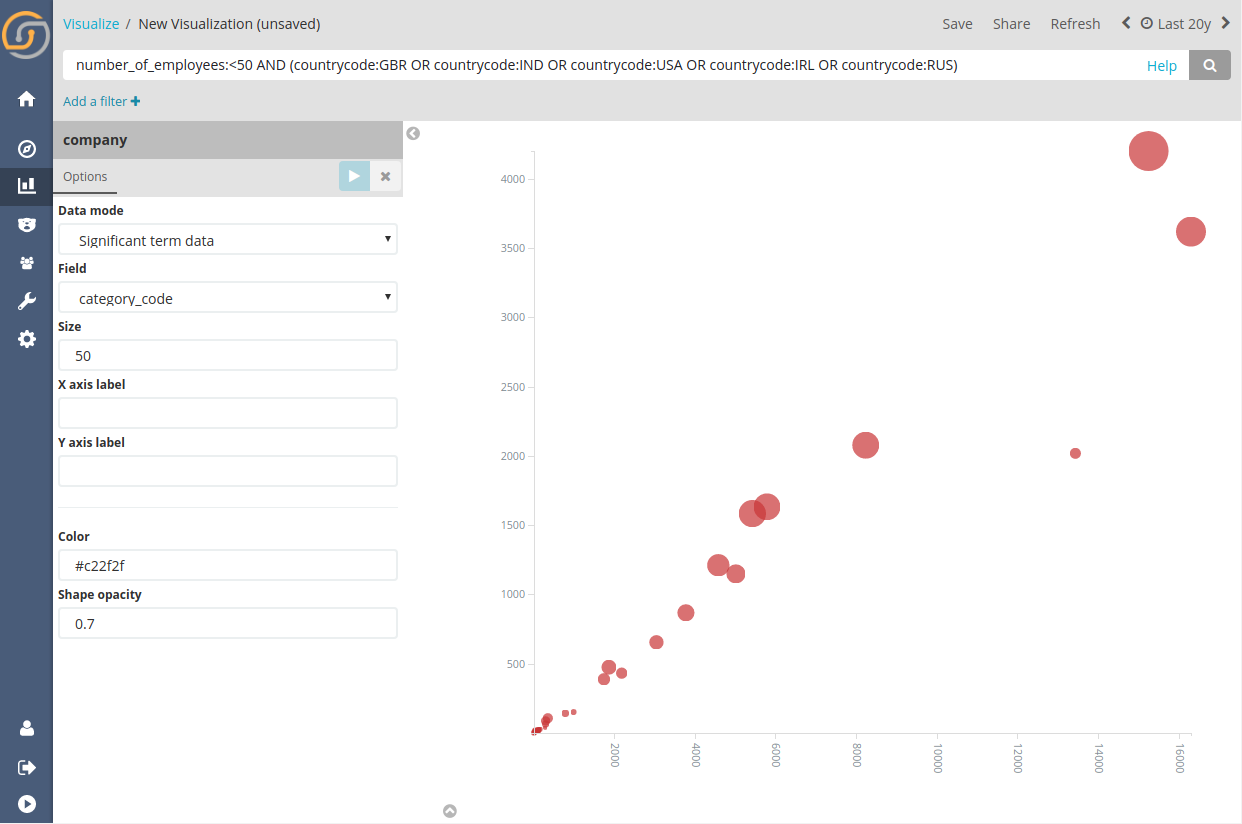 Visualize / New Visualization (unsaved)
Save Share Refresh Last 20y
number_of_employees:<50 AND (countrycode:GBR OR countrycode:IND OR countrycode:USA OR countrycode:IRL OR countrycode:RUS)
Help
Add a filter +
company
Options
Data mode
Significant term data
Field
category_code
Size
50
X axis label
Y axis label
Color
#c22f2f
Shape opacity
0.7
4000
3500
3000
2500
2000
1500
1000
500
2000
4000
6000
8000
10000
12000
14000
16000